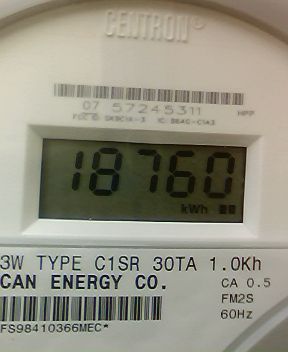 CENTRON®
07 57245311 HPP
18760
kWh
3W TYPE C1SR 30TA 1.0Kh
CAN ENERGY CO. CA 0.5
FM2S
60Hz
FS98410366MEC*